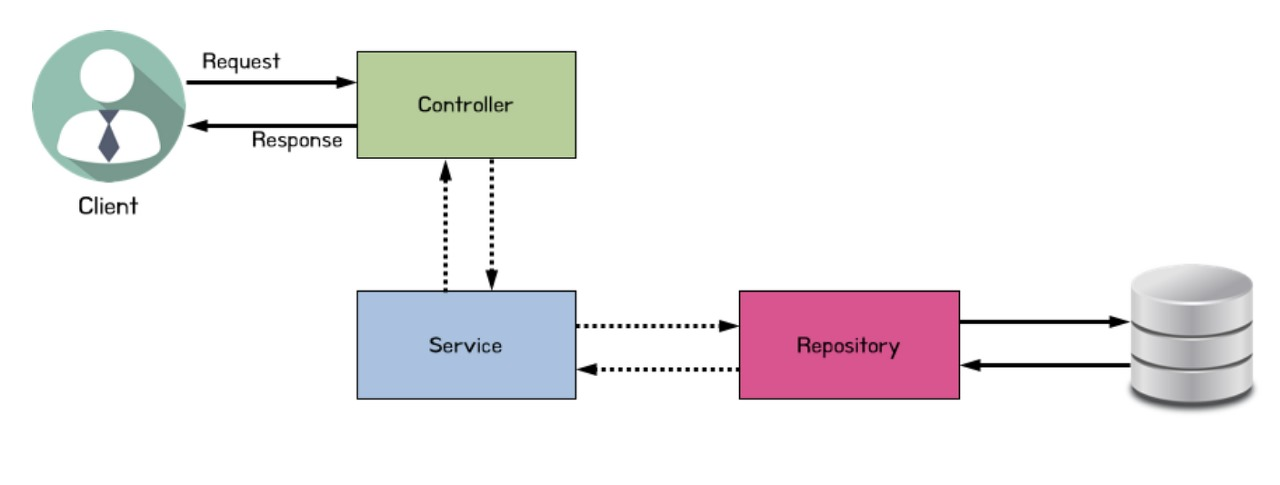 Request
Controller
Response
Client
Service
Repository